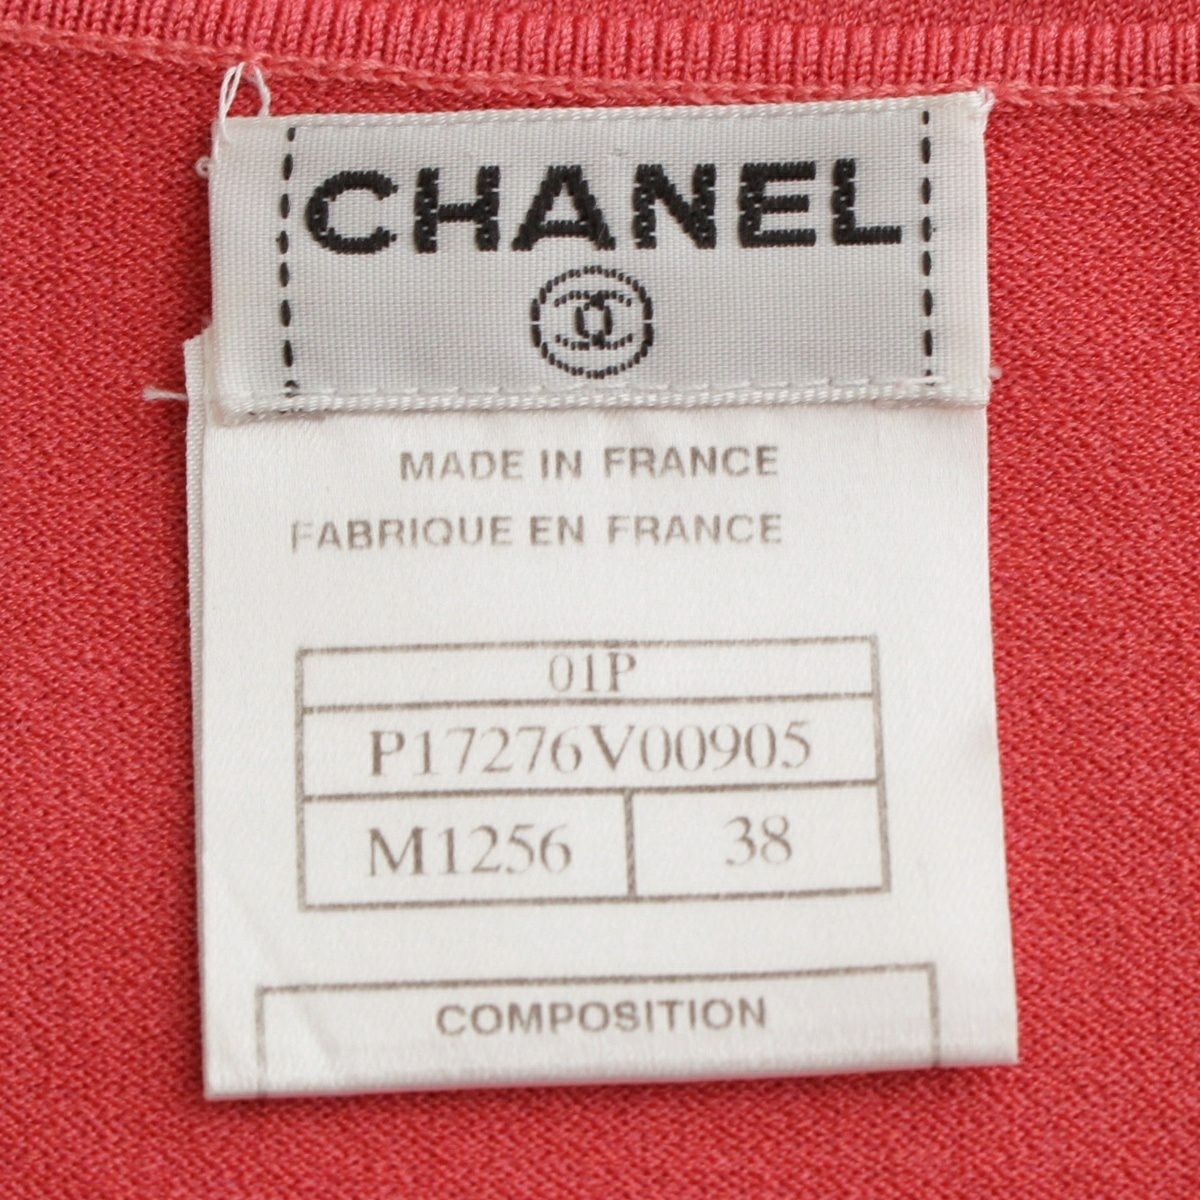 CHANEL
MADE IN FRANCE
FABRIQUE EN FRANCE
01P
P17276V00905
M1256 38
COMPOSITION